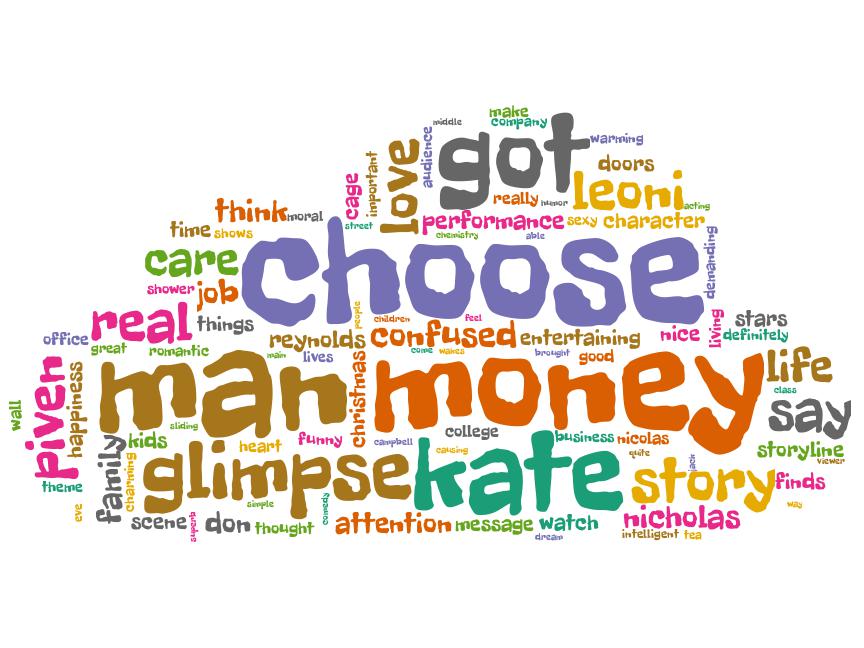 make
company
middle
got
warming
audience
love
important
cage
doors
leoni
really
humor
acting
think
moral
street
performance
sexy
character
time
shows
chemistry
able
choose
demanding
care
shower
job
real
things
people
children
feel
living
stars
office
great
romantic
reynolds
confused
entertaining
nice
definitely
main
lives
come
wakes
brought
good
piven
happiness
man
christmas
money
life
class
say
wall
sliding
kids
heart
funny
campbell
college
business
nicolas
storyline
viewer
family
charming
glimpse
causing
kate
quite
jack
story
finds
theme
eve
simple
comedy
way
scene
superb
don
thought
attention
message
watch
nicholas
dream
intelligent
tea